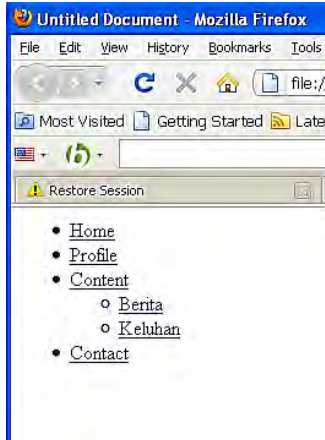 Untitled Document - Mozilla Firefox
File Edit View History Bookmarks Tools
file://
Most Visited Getting Started Late
Restore Session
Home
Profile
Content
Berita
Keluhan
Contact